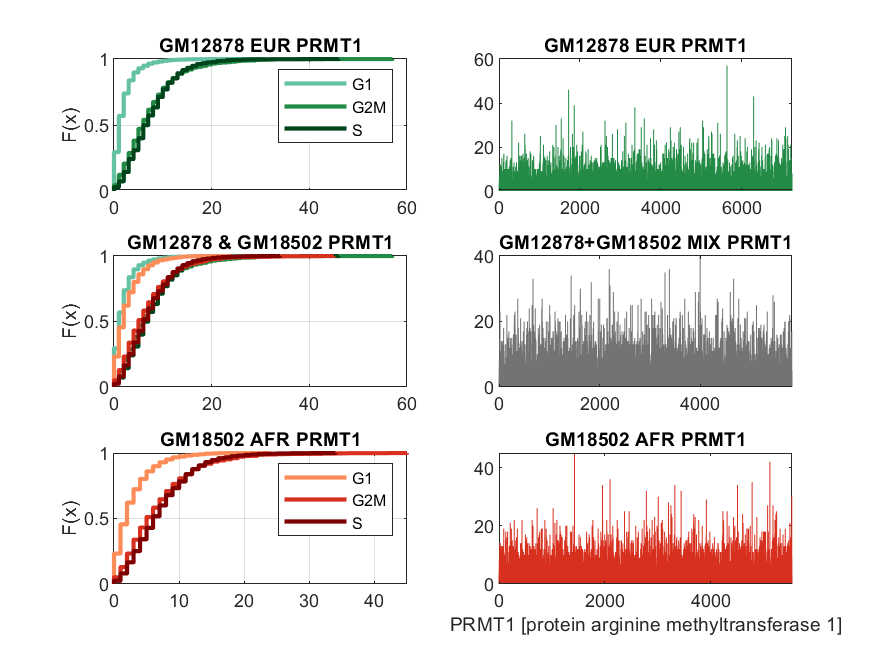 GM12878 EUR PRMT1
1
0.5
0
F(x)
G1
G2M
S
0 20 40 60
GM12878 EUR PRMT1
60
40
20
0
0 2000 4000 6000
GM12878 & GM18502 PRMT1
1
0.5
0
F(x)
0 20 40 60
GM12878+GM18502 MIX PRMT1
40
20
0
0 2000 4000
GM18502 AFR PRMT1
1
0.5
0
F(x)
G1
G2M
S
0 10 20 30 40
GM18502 AFR PRMT1
40
20
0
0 2000 4000
PRMT1 [protein arginine methyltransferase 1]